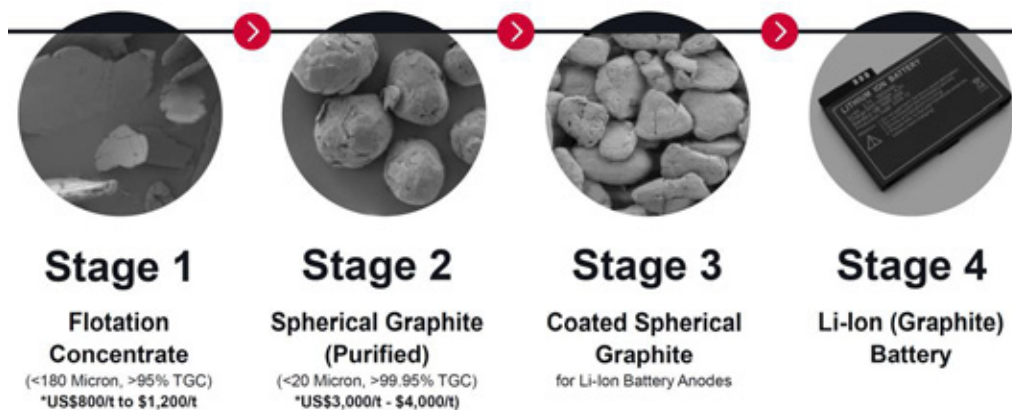 Stage 1
Flotation
Concentrate
(<180 Micron, >95% TGC)
*US$800/t to $1,200/t
Stage 2
Spherical Graphite
(Purified)
(<20 Micron, >99.95% TGC)
*US$3,000/t - $4,000/t)
Stage 3
Coated Spherical
Graphite
for Li-Ion Battery Anodes
LITHIUM ION BATTERY
Stage 4
Li-Ion (Graphite)
Battery